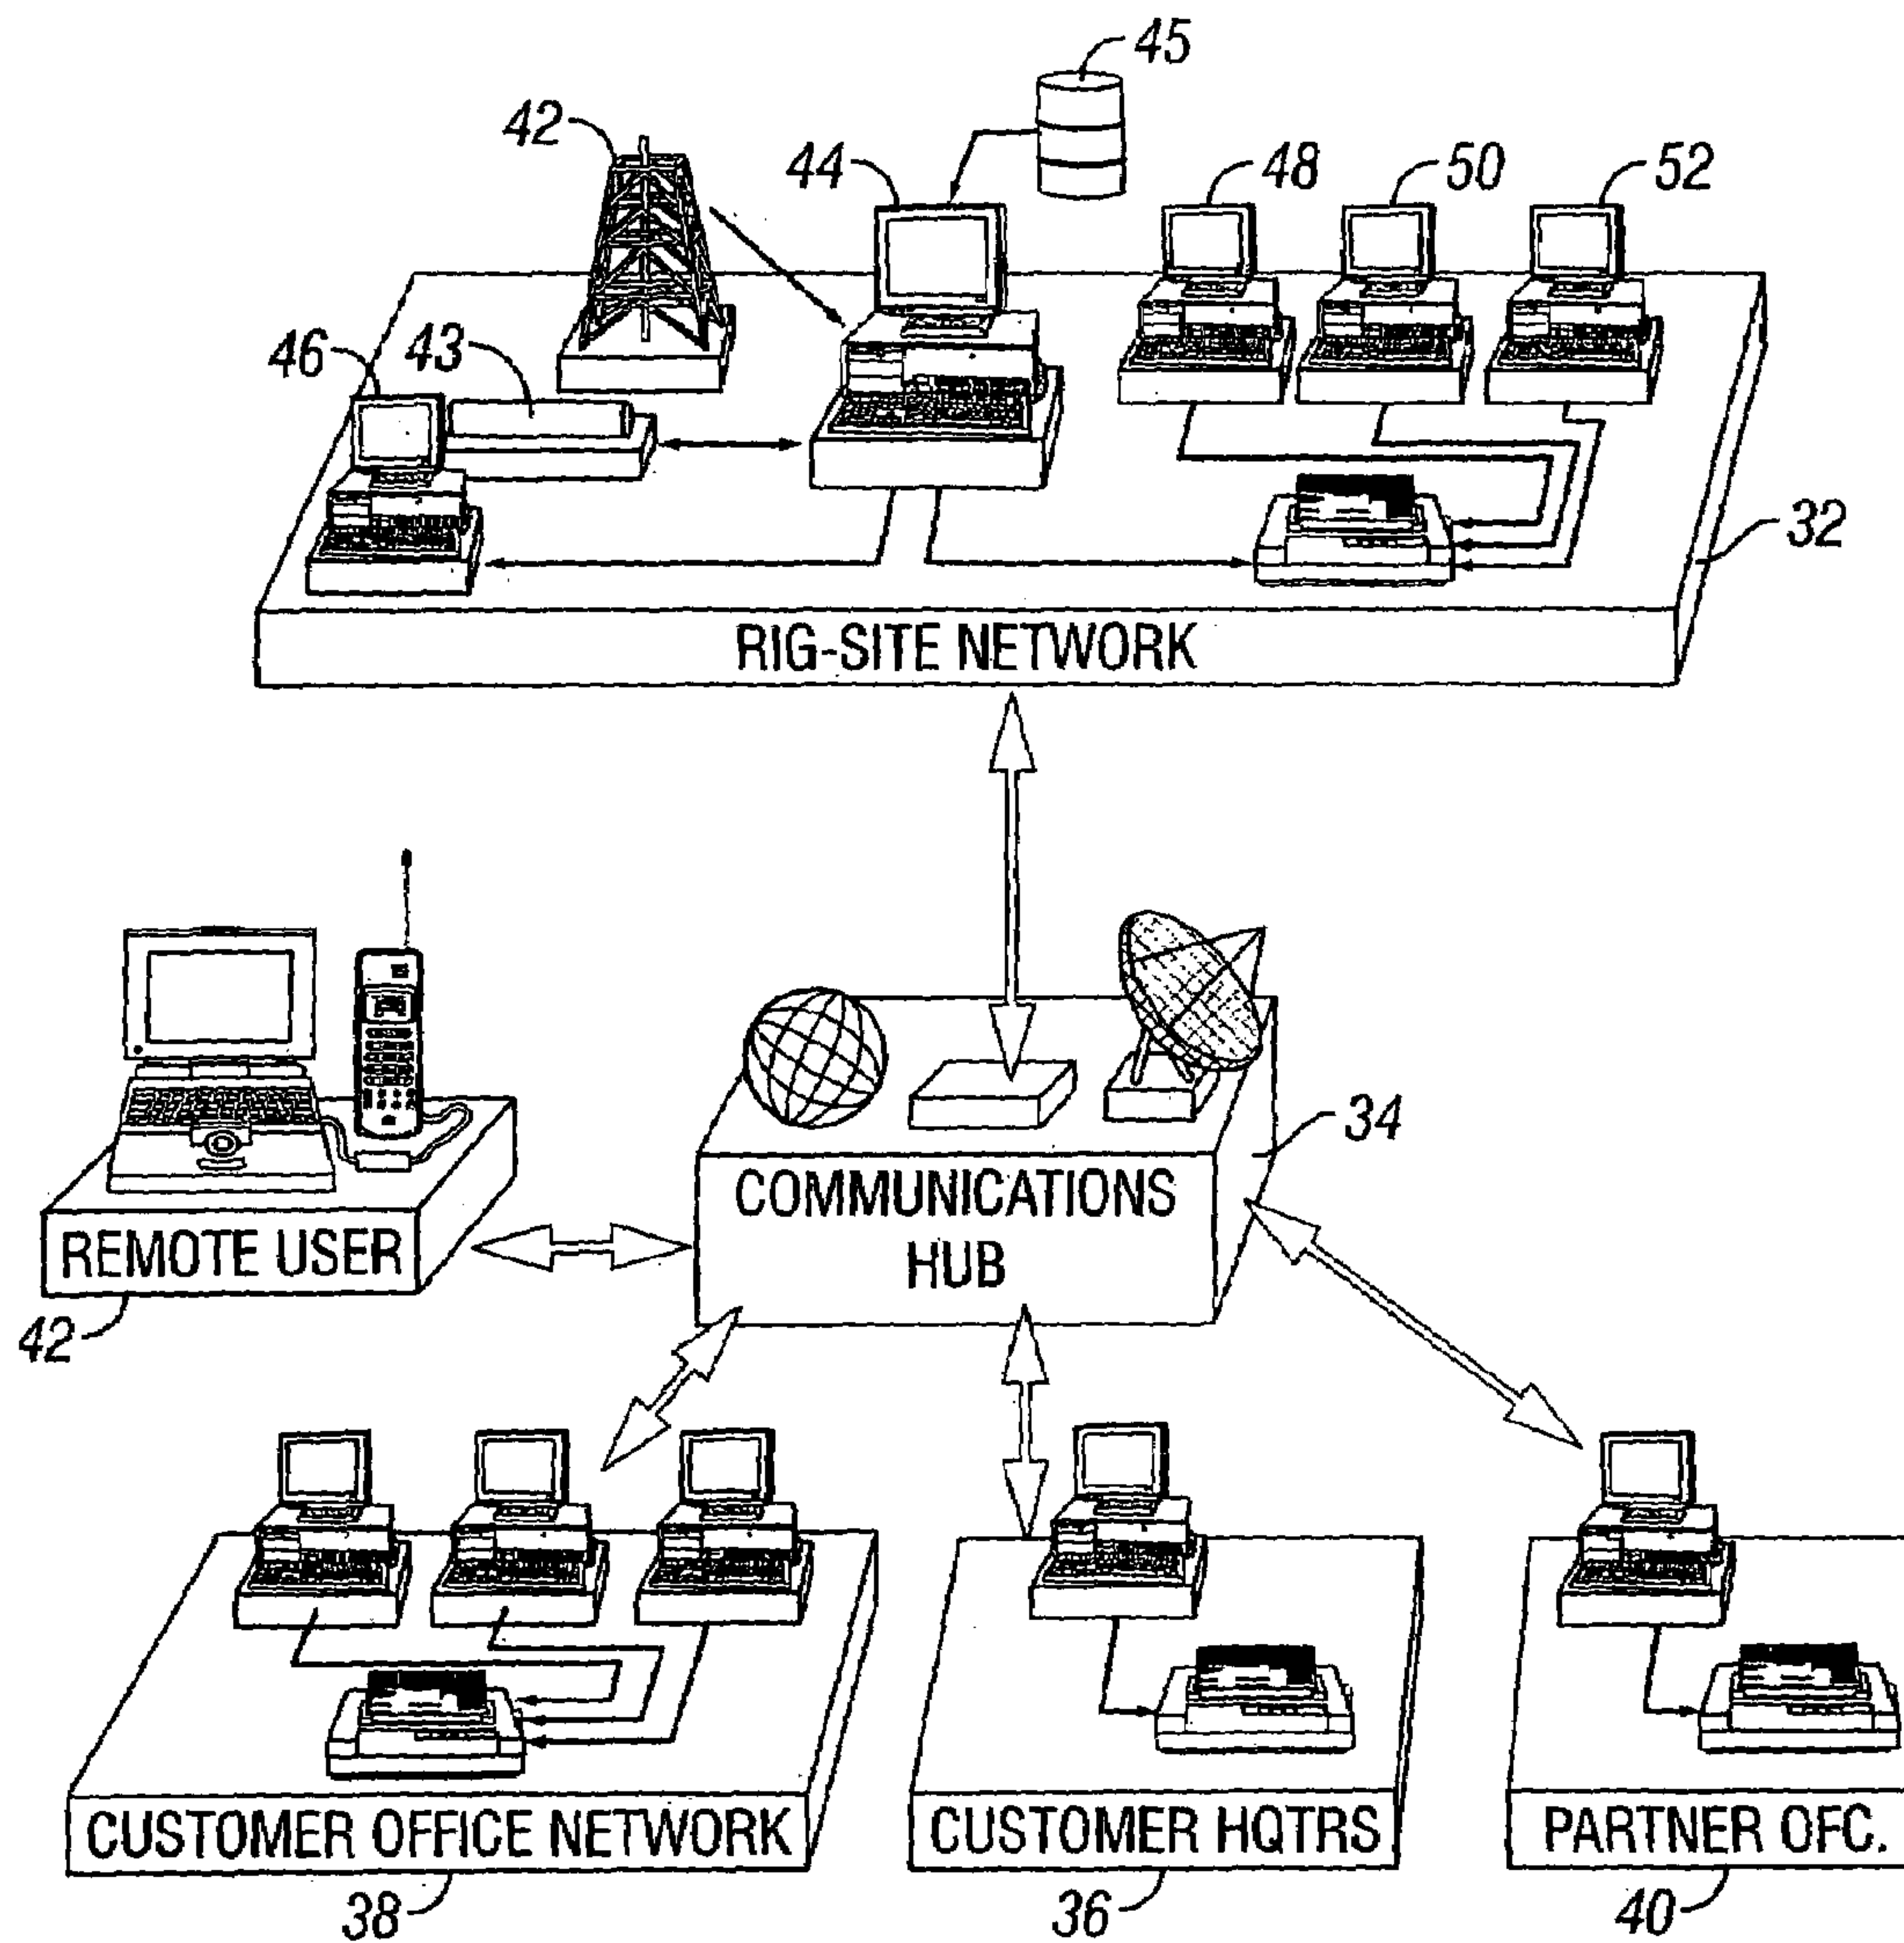 45
42
44
48
50
52
46
43
32
RIG-SITE NETWORK
34
COMMUNICATIONS
HUB
REMOTE USER
42
CUSTOMER OFFICE NETWORK
CUSTOMER HQTRS
PARTNER OFC.
38
36
40